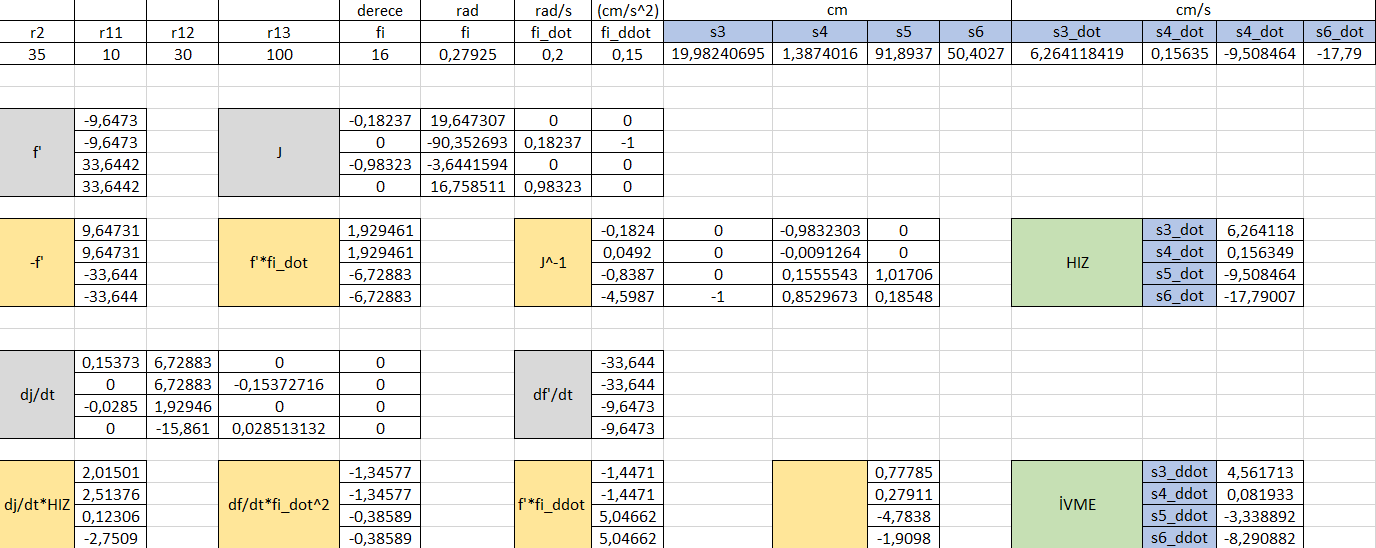 derece rad rad/s (cm/s^2) cm cm/s
r2 r11 r12 r13 fi fi fi_dot fi_ddot s3 s4 s5 s6 s3_dot s4_dot s4_dot s6_dot
35 10 30 100 16 0,27925 0,2 0,15 19,98240695 1,3874016 91,8937 50,4027 6,264118419 0,15635 -9,508464 -17,79
-9,6473 -0,18237 19,647307 0 0
-9,6473 0 -90,352693 0,18237 -1
f' J
33,6442 -0,98323 -3,6441594 0 0
33,6442 0 16,758511 0,98323 0
9,64731 1,929461 -0,1824 0 -0,9832303 0 s3_dot 6,264118
9,64731 1,929461 0,0492 0 -0,0091264 0 s4_dot 0,156349
-f' f'*fi_dot J^-1 HIZ
-33,644 -6,72883 -0,8387 0 0,1555543 1,01706 s5_dot -9,508464
-33,644 -6,72883 -4,5987 -1 0,8529673 0,18548 s6_dot -17,79007
0,15373 6,72883 0 0 -33,644
0 6,72883 -0,15372716 0 -33,644
dj/dt df'/dt
-0,0285 1,92946 0 0 -9,6473
0 -15,861 0,028513132 0 -9,6473
2,01501 -1,34577 -1,4471 0,77785 s3_ddot 4,561713
2,51376 -1,34577 -1,4471 0,27911 s4_ddot 0,081933
dj/dt*HIZ df/dt*fi_dot^2 f'*fi_ddot İVME
0,12306 -0,38589 5,04662 -4,7838 s5_ddot -3,338892
-2,7509 -0,38589 5,04662 -1,9098 s6_ddot -8,290882